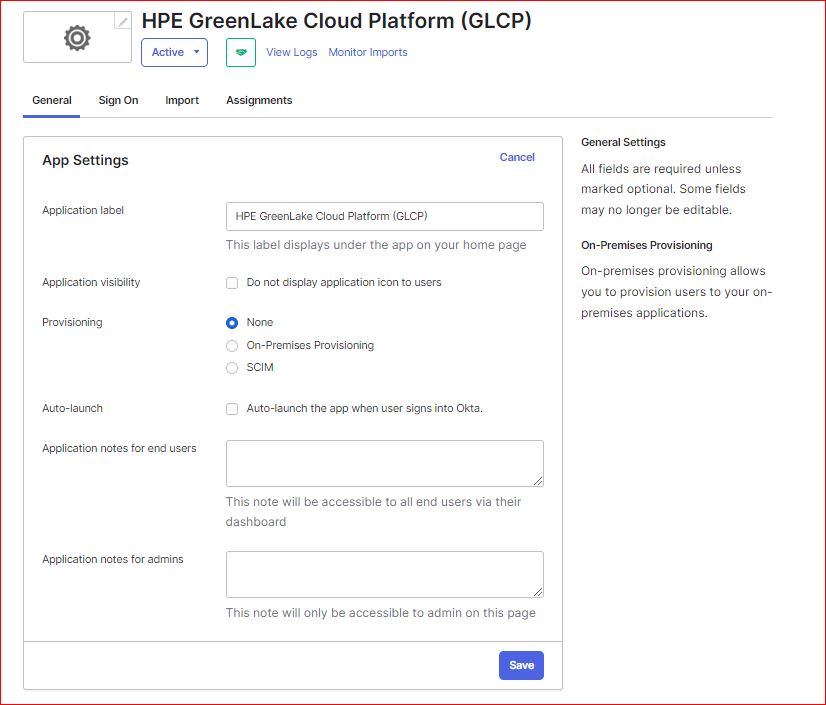 HPE GreenLake Cloud Platform (GLCP)
Active
View Logs
Monitor Imports
General
Sign On
Import
Assignments
App Settings
Cancel
Application label
HPE GreenLake Cloud Platform (GLCP)
This label displays under the app on your home page
Application visibility
Do not display application icon to users
Provisioning
None
On-Premises Provisioning
SCIM
Auto-launch
Auto-launch the app when user signs into Okta.
Application notes for end users
This note will be accessible to all end users via their
dashboard
Application notes for admins
This note will only be accessible to admin on this page
Save
General Settings
All fields are required unless
marked optional. Some fields
may no longer be editable.
On-Premises Provisioning
On-premises provisioning allows
you to provision users to your on-
premises applications.